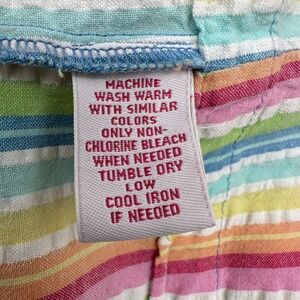 MACHINE
WASH WARM
WITH SIMILAR
COLORS
ONLY NON-
CHLORINE BLEACH
WHEN NEEDED
TUMBLE DRY
LOW
COOL IRON
IF NEEDED